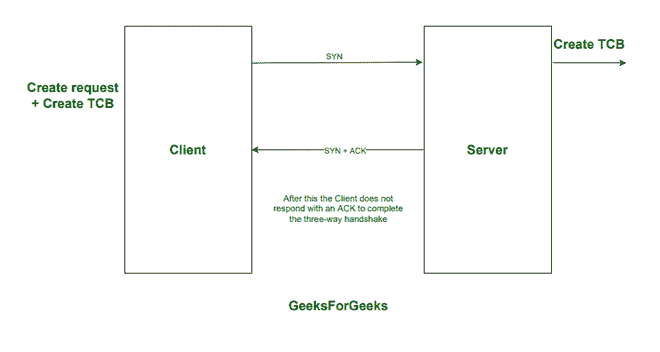 Create TCB
SYN
Create request
+ Create TCB
Client
Server
SYN + ACK
After this the Client does not
respond with an ACK to complete
the three-way handshake
GeeksForGeeks